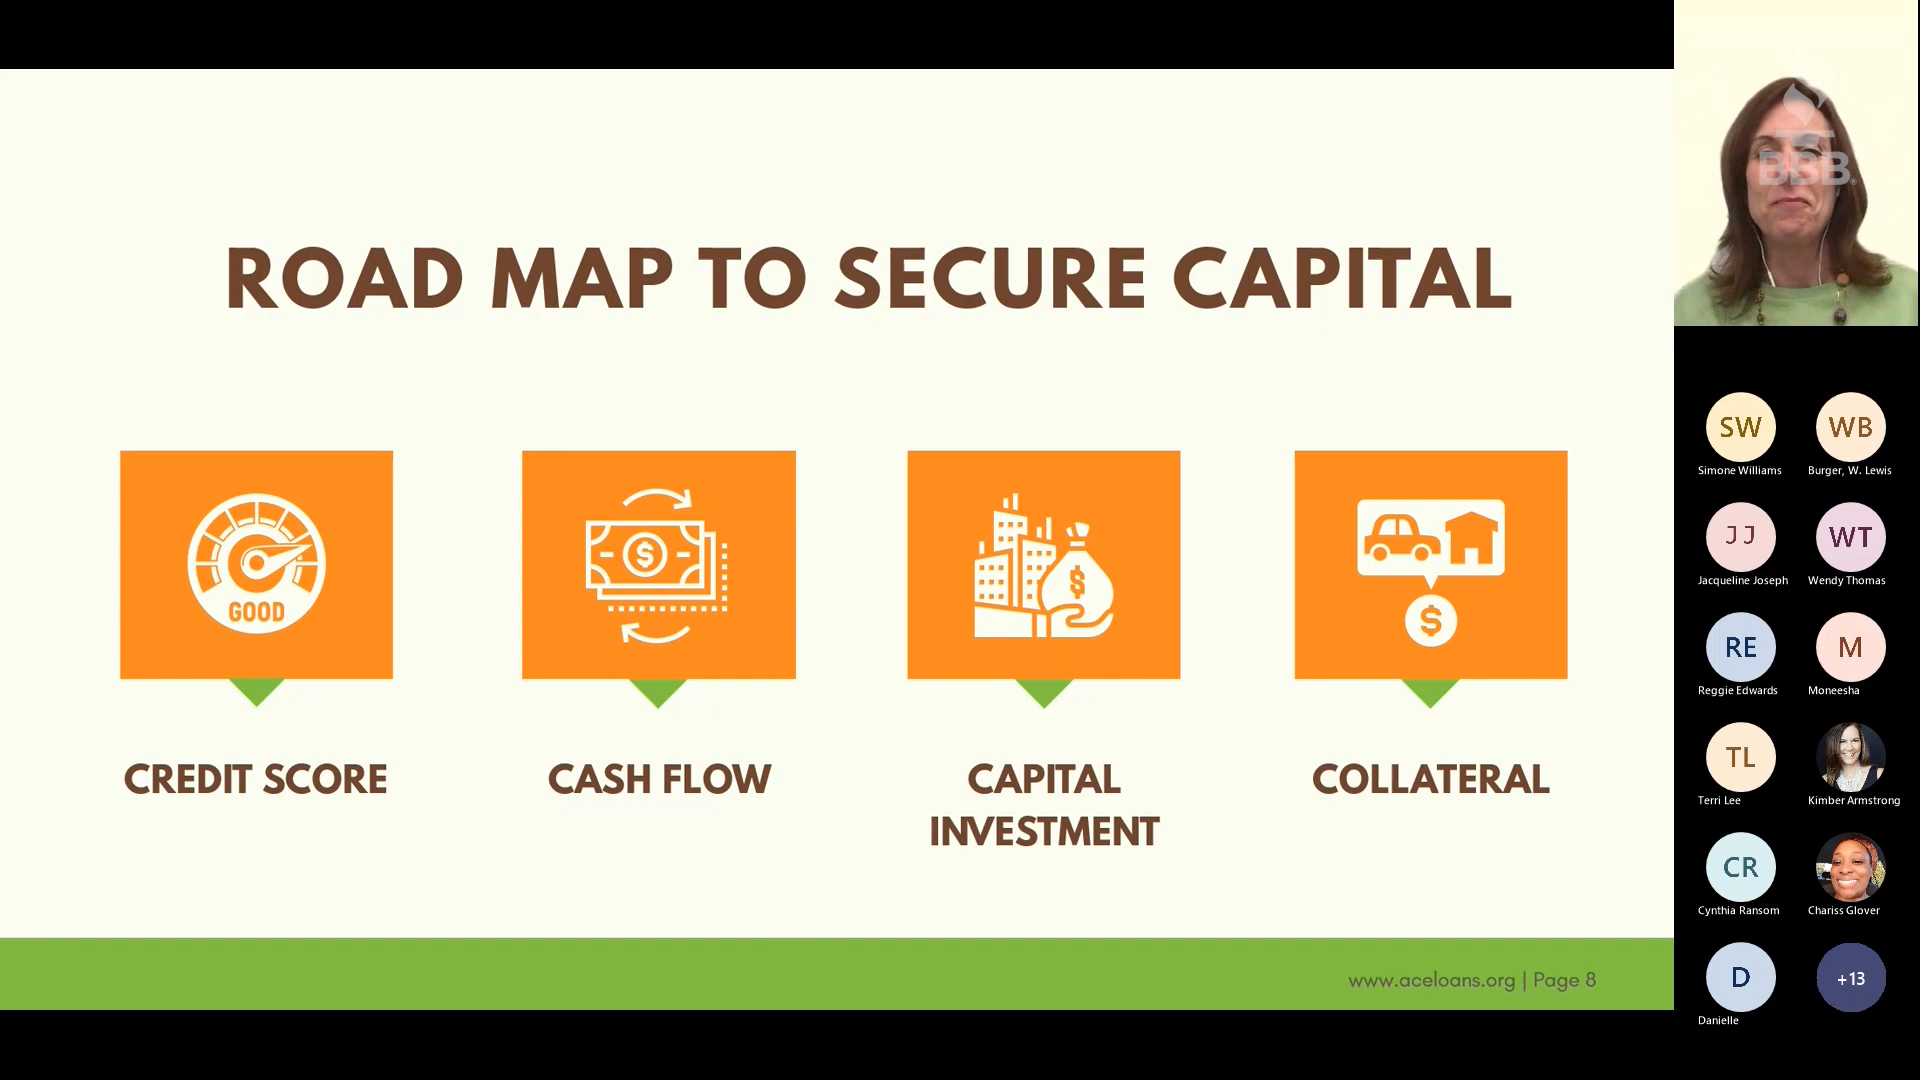 ROAD MAP TO SECURE CAPITAL
GOOD
$
$
$
CREDIT SCORE
CASH FLOW
CAPITAL
INVESTMENT
COLLATERAL
www.aceloans.org | Page 8
BBB
SW
WB
Simone Williams
Burger, W. Lewis
JJ
WT
Jacqueline Joseph
Wendy Thomas
RE
M
Reggie Edwards
Moneesha
TL
Terri Lee
Kimber Armstrong
CR
Cynthia Ransom
Chariss Glover
D
+13
Danielle